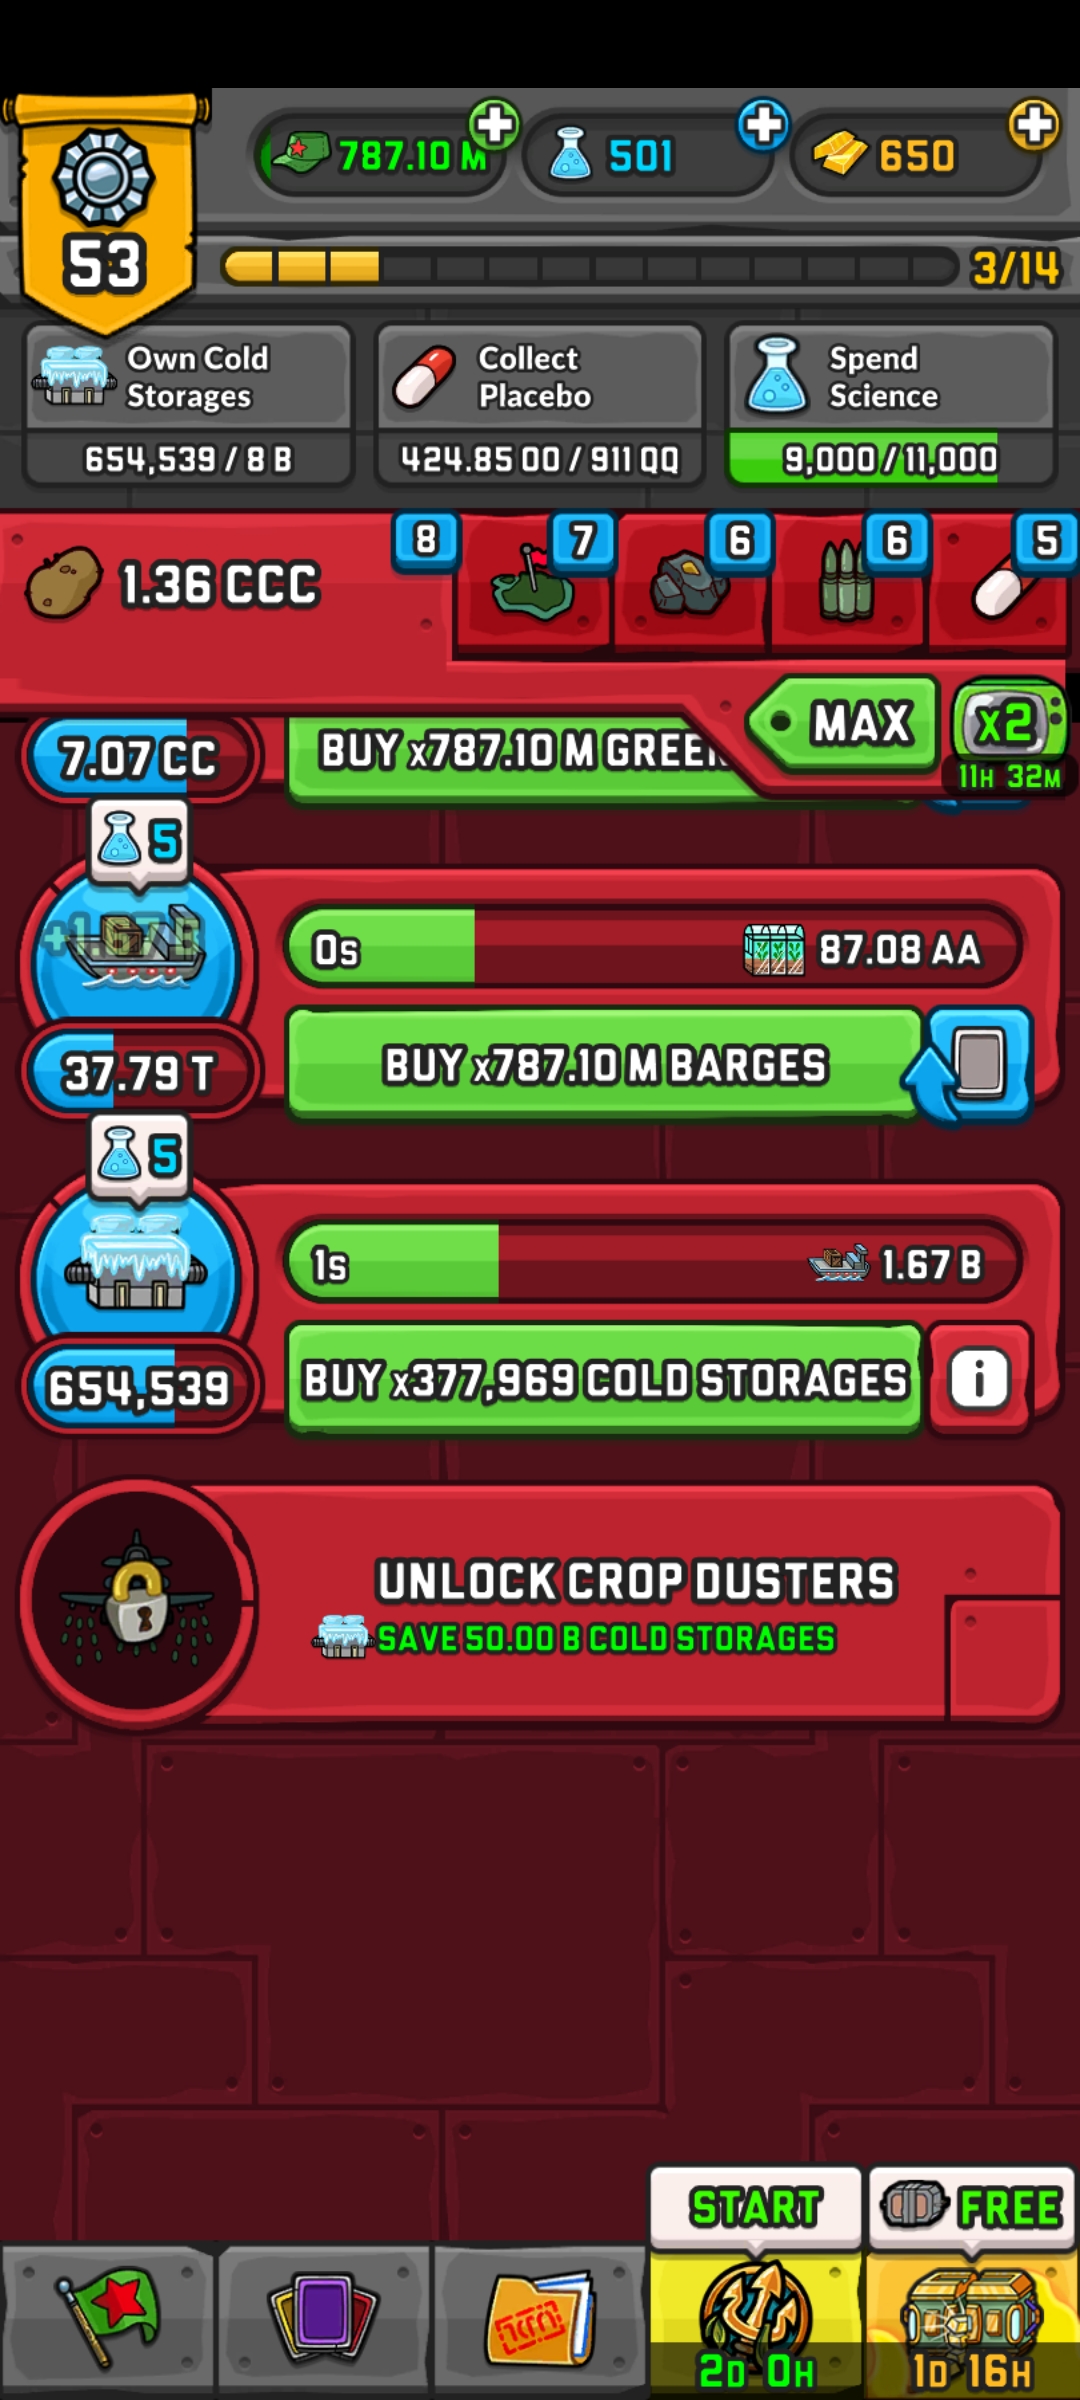 53
787.10 M
501
650
3/14
Own Cold
Storages
654,539 / 8 B
Collect
Placebo
424.85 OO / 911 QQ
Spend
Science
9,000 / 11,000
1.36 CCC
8
7
6
6
5
MAX
X2
11H 32M
7.07 CC
BUY x787.10 M GREEN
5
+1.67 B
0s
87.08 AA
37.79 T
BUY x787.10 M BARGES
5
1s
1.67 B
654,539
BUY x377,969 COLD STORAGES
i
UNLOCK CROP DUSTERS
SAVE 50.00 B COLD STORAGES
START
FREE
2D 0H
1D 16H